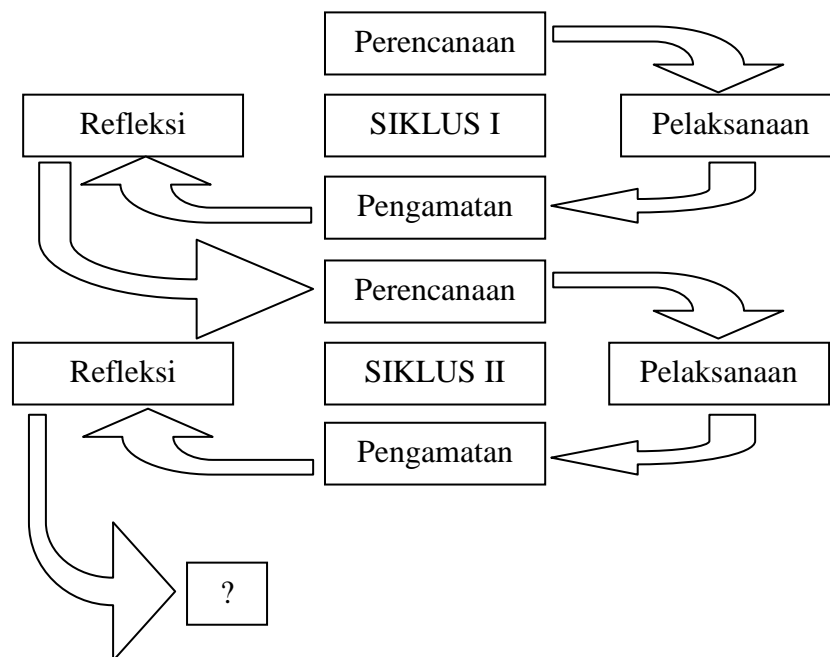 Perencanaan
Refleksi
SIKLUS I
Pelaksanaan
Pengamatan
Perencanaan
Refleksi
SIKLUS II
Pelaksanaan
Pengamatan
?